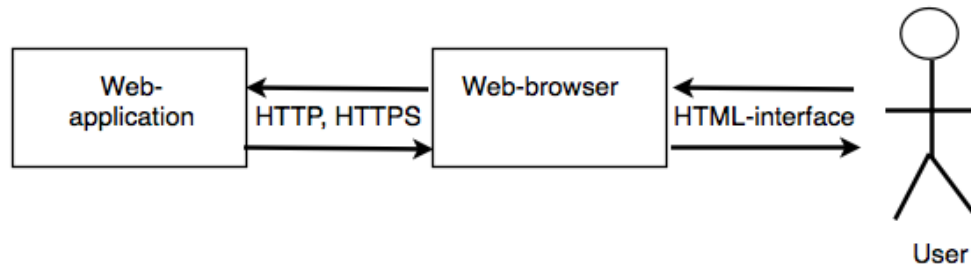 Web-
application
HTTP, HTTPS
Web-browser
HTML-interface
User